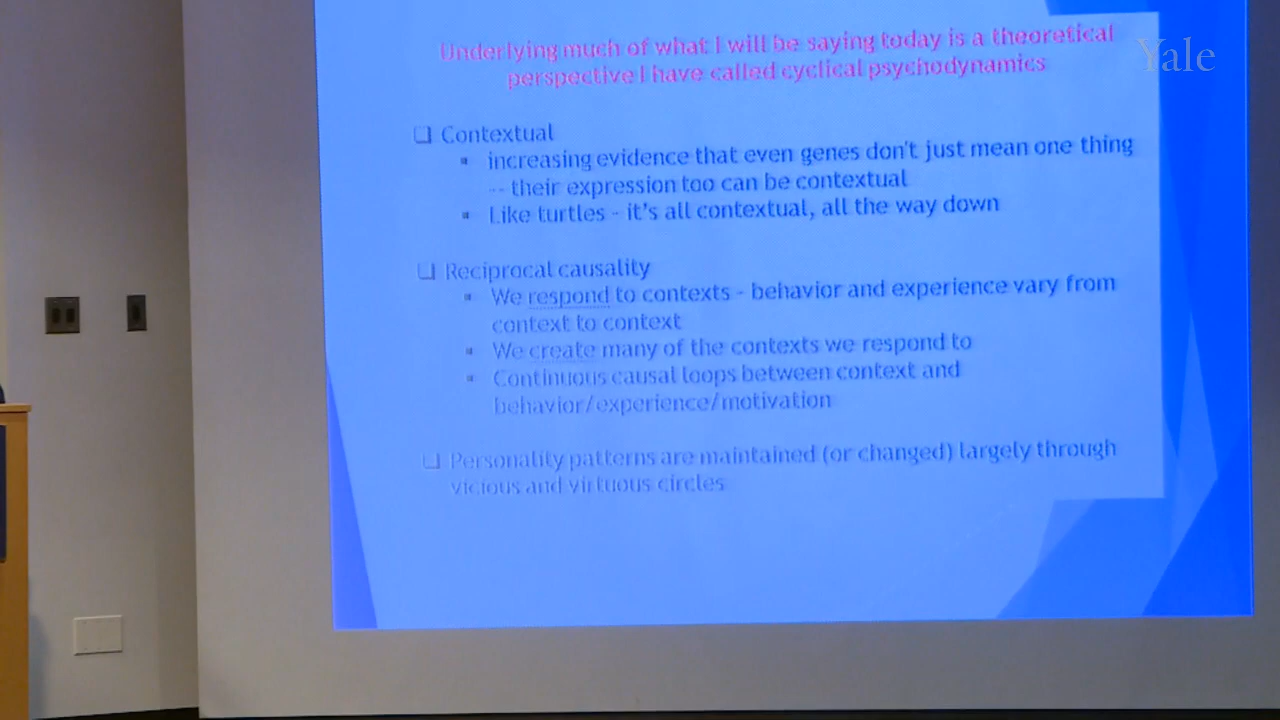 Underlying much of what I will be saying today is a theoretical
perspective I have called cyclical psychodynamics
Yale
❑ Contextual
▪ increasing evidence that even genes don't just mean one thing
-- their expression too can be contextual
▪ Like turtles - it's all contextual, all the way down
❑ Reciprocal causality
▪ We respond to contexts - behavior and experience vary from
context to context
▪ We create many of the contexts we respond to
▪ Continuous causal loops between context and
behavior/experience/motivation
❑ Personality patterns are maintained (or changed) largely through
vicious and virtuous circles